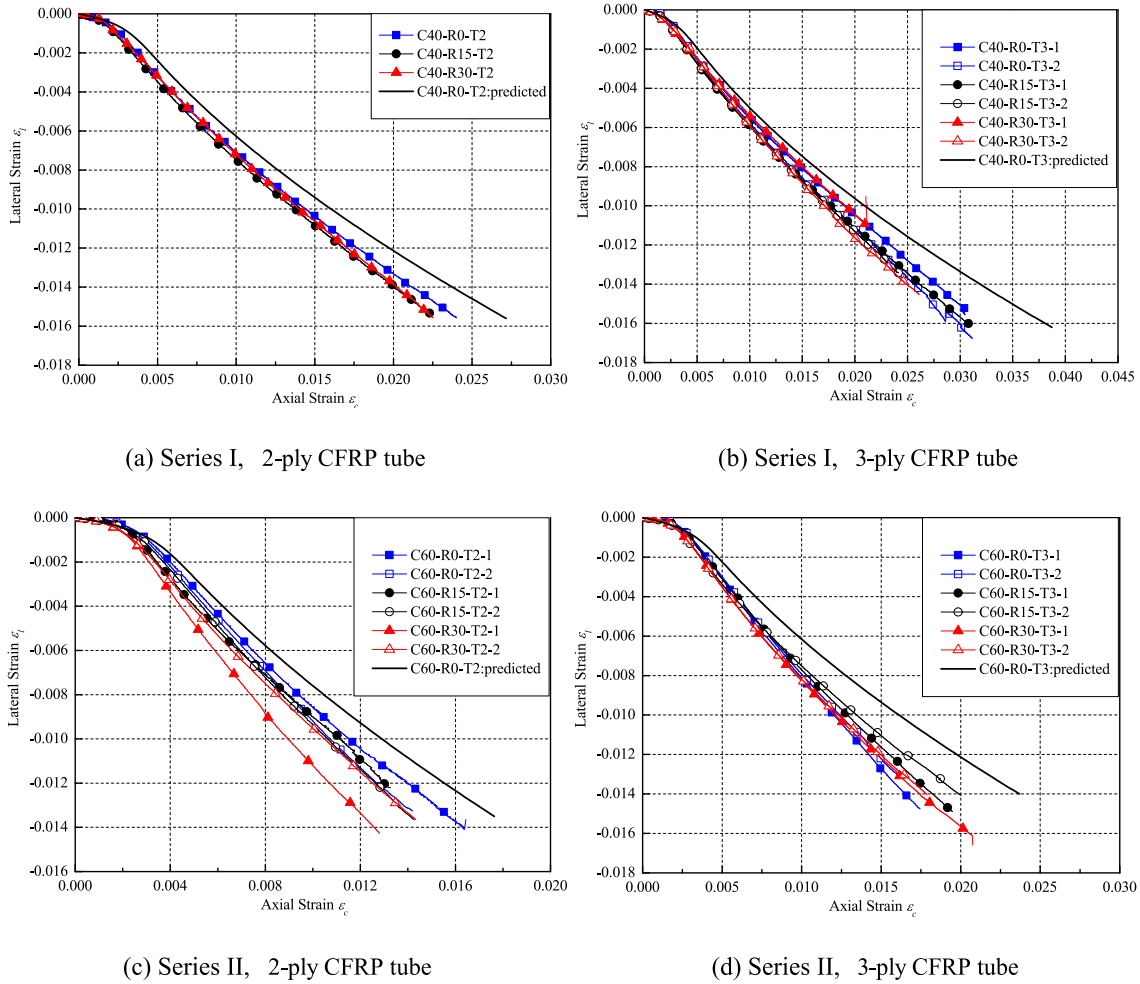 0.000
-0.002
-0.004
-0.006
-0.008
-0.010
-0.012
-0.014
-0.016
-0.018
Lateral Strain εl
C40-R0-T2
C40-R15-T2
C40-R30-T2
C40-R0-T2:predicted
0.000 0.005 0.010 0.015 0.020 0.025 0.030
Axial Strain εc
(a) Series I, 2-ply CFRP tube
0.000
-0.002
-0.004
-0.006
-0.008
-0.010
-0.012
-0.014
-0.016
-0.018
Lateral Strain εl
C40-R0-T3-1
C40-R0-T3-2
C40-R15-T3-1
C40-R15-T3-2
C40-R30-T3-1
C40-R30-T3-2
C40-R0-T3:predicted
0.000 0.005 0.010 0.015 0.020 0.025 0.030 0.035 0.040 0.045
Axial Strain εc
(b) Series I, 3-ply CFRP tube
0.000
-0.002
-0.004
-0.006
-0.008
-0.010
-0.012
-0.014
-0.016
Lateral Strain εl
C60-R0-T2-1
C60-R0-T2-2
C60-R15-T2-1
C60-R15-T2-2
C60-R30-T2-1
C60-R30-T2-2
C60-R0-T2:predicted
0.000 0.004 0.008 0.012 0.016 0.020
Axial Strain εc
(c) Series II, 2-ply CFRP tube
0.000
-0.002
-0.004
-0.006
-0.008
-0.010
-0.012
-0.014
-0.016
-0.018
Lateral Strain εl
C60-R0-T3-1
C60-R0-T3-2
C60-R15-T3-1
C60-R15-T3-2
C60-R30-T3-1
C60-R30-T3-2
C60-R0-T3:predicted
0.000 0.005 0.010 0.015 0.020 0.025 0.030
Axial Strain εc
(d) Series II, 3-ply CFRP tube